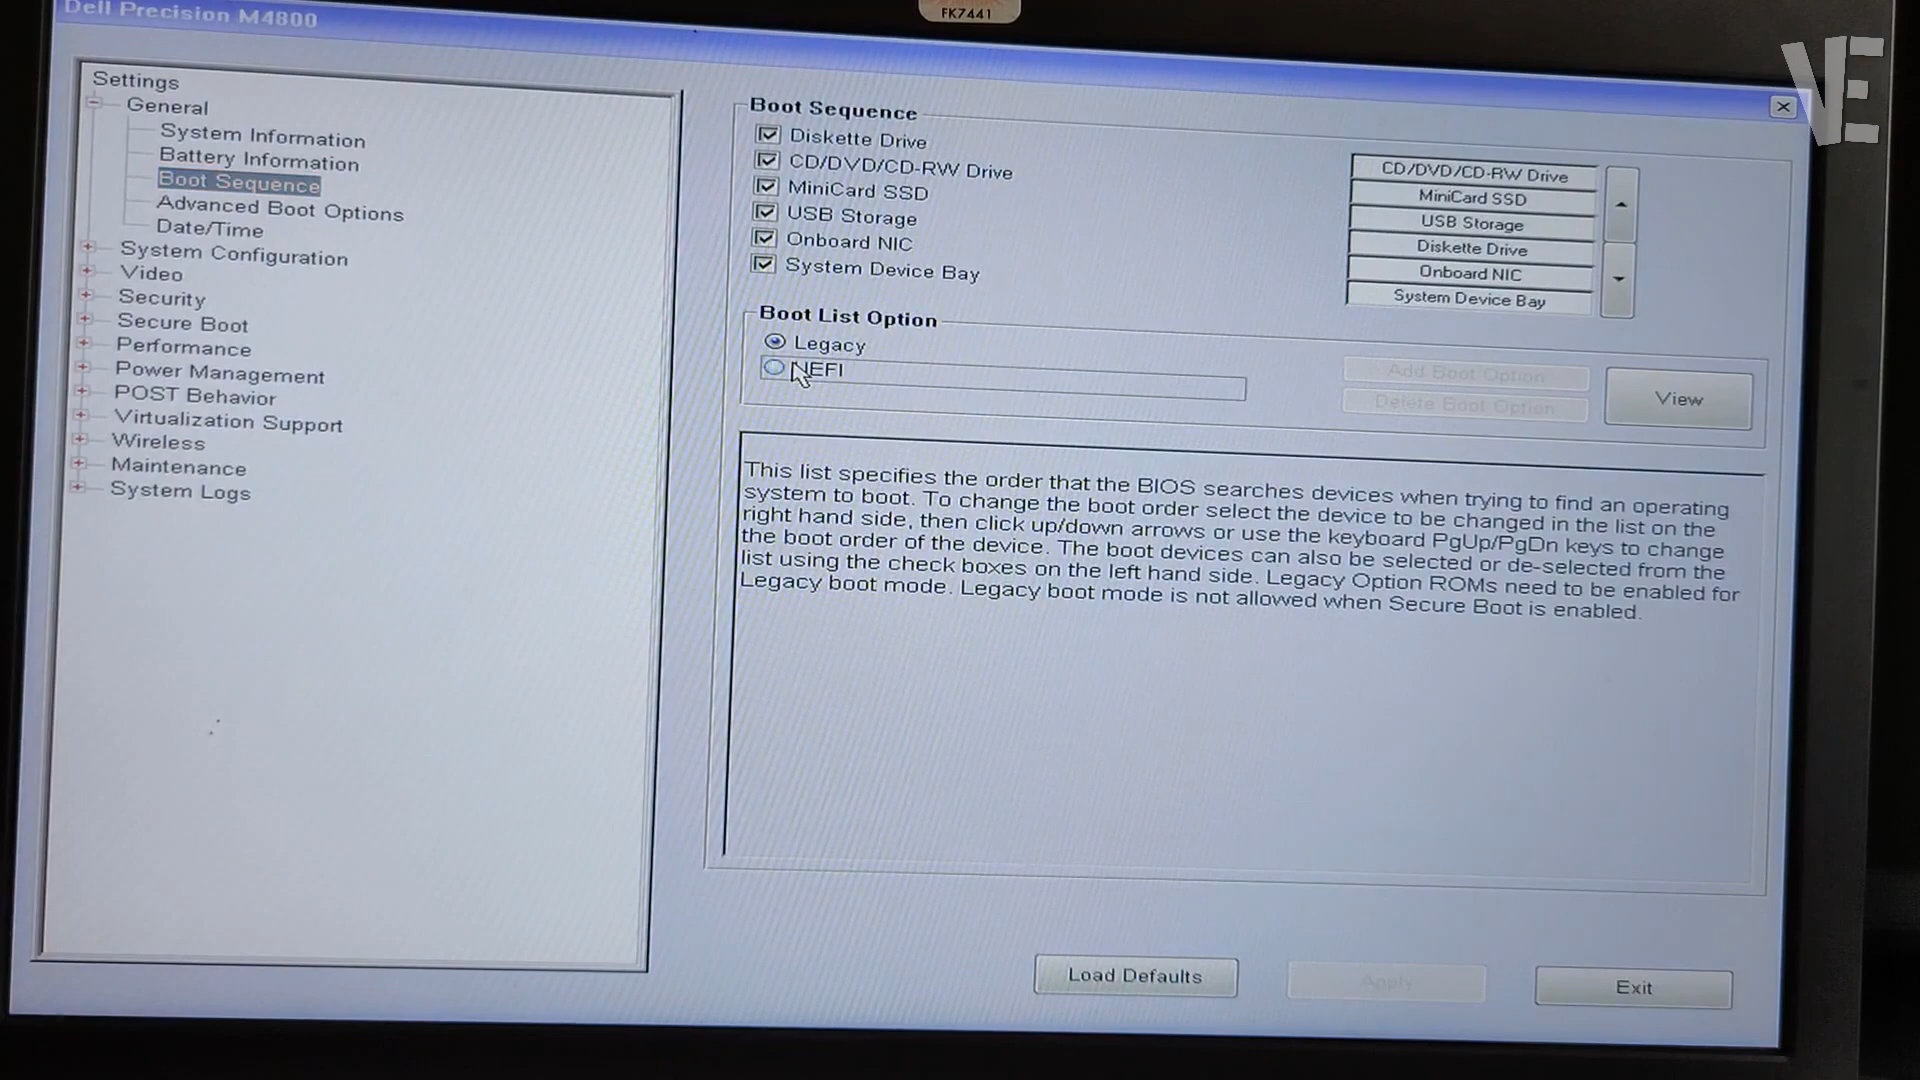 Dell Precision M4800
FK7441
VE
Settings
General
System Information
Battery Information
Boot Sequence
Advanced Boot Options
Date/Time
System Configuration
Video
Security
Secure Boot
Performance
Power Management
POST Behavior
Virtualization Support
Wireless
Maintenance
System Logs
Boot Sequence
Diskette Drive
CD/DVD/CD-RW Drive
MiniCard SSD
USB Storage
Onboard NIC
System Device Bay
CD/DVD/CD-RW Drive
MiniCard SSD
USB Storage
Diskette Drive
Onboard NIC
System Device Bay
Boot List Option
Legacy
UEFI
Add Boot Option
Delete Boot Option
View
This list specifies the order that the BIOS searches devices when trying to find an operating
system to boot. To change the boot order select the device to be changed in the list on the
right hand side, then click up/down arrows or use the keyboard PgUp/PgDn keys to change
the boot order of the device. The boot devices can also be selected or de-selected from the
list using the check boxes on the left hand side. Legacy Option ROMs need to be enabled for
Legacy boot mode. Legacy boot mode is not allowed when Secure Boot is enabled.
Load Defaults
Apply
Exit